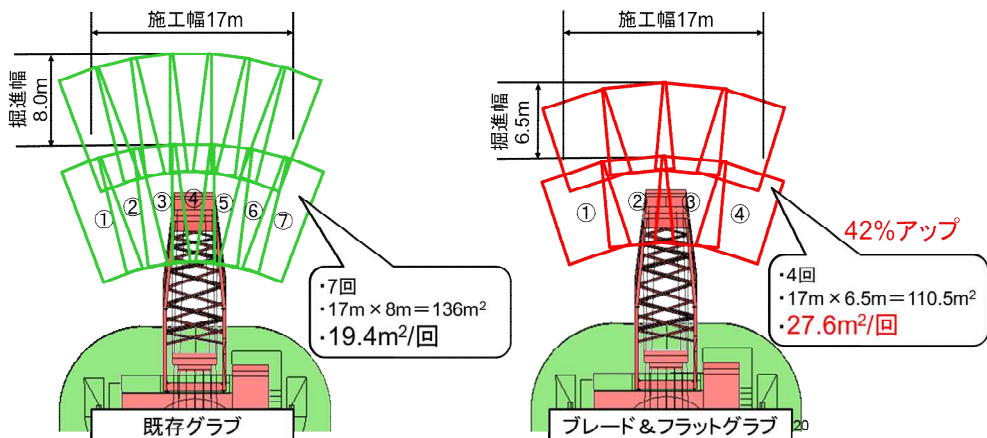 施工幅17m
掘進幅
8.0m
①
②
③
④
⑤
⑥
⑦
・7回
・17m×8m＝136m²
・19.4m²/回
既存グラブ
施工幅17m
掘進幅
6.5m
①
②
③
④
42%アップ
・4回
・17m×6.5m＝110.5m²
・27.6m²/回
ブレード＆フラットグラブ
20